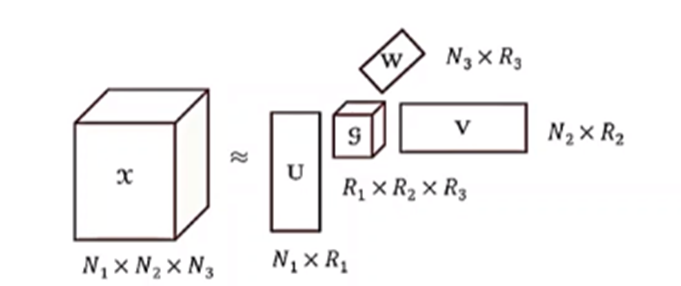 W
N₃ × R₃
𝒳
≈
U
𝒢
V
N₂ × R₂
R₁ × R₂ × R₃
N₁ × N₂ × N₃
N₁ × R₁